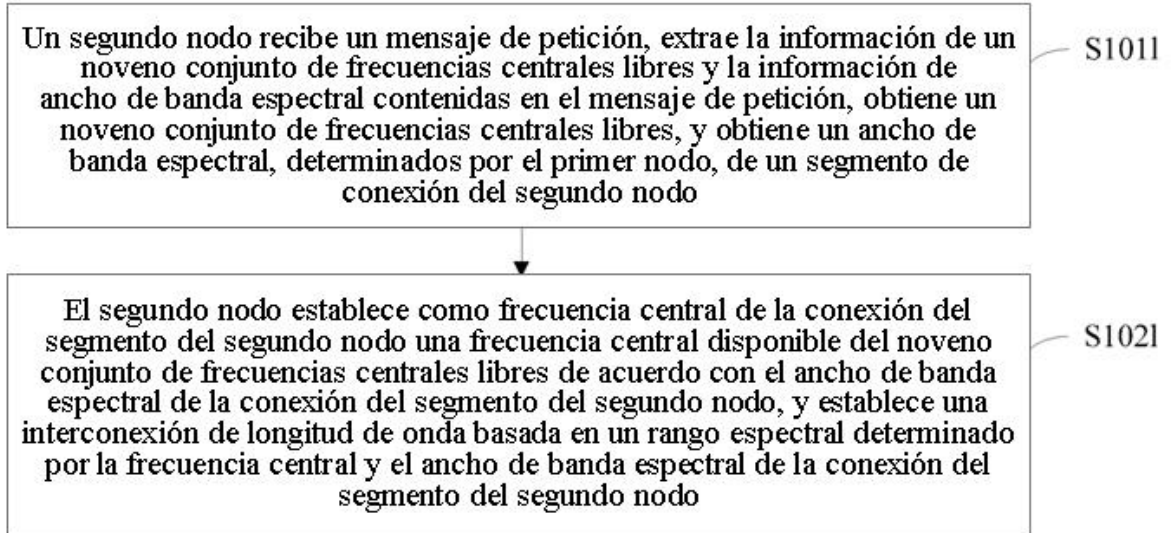 Un segundo nodo recibe un mensaje de petición, extrae la información de un
noveno conjunto de frecuencias centrales libres y la información de
ancho de banda espectral contenidas en el mensaje de petición, obtiene un
noveno conjunto de frecuencias centrales libres, y obtiene un ancho de
banda espectral, determinados por el primer nodo, de un segmento de
conexión del segundo nodo
S101l
El segundo nodo establece como frecuencia central de la conexión del
segmento del segundo nodo una frecuencia central disponible del noveno
conjunto de frecuencias centrales libres de acuerdo con el ancho de banda
espectral de la conexión del segmento del segundo nodo, y establece una
interconexión de longitud de onda basada en un rango espectral determinado
por la frecuencia central y el ancho de banda espectral de la conexión del
segmento del segundo nodo
S102l